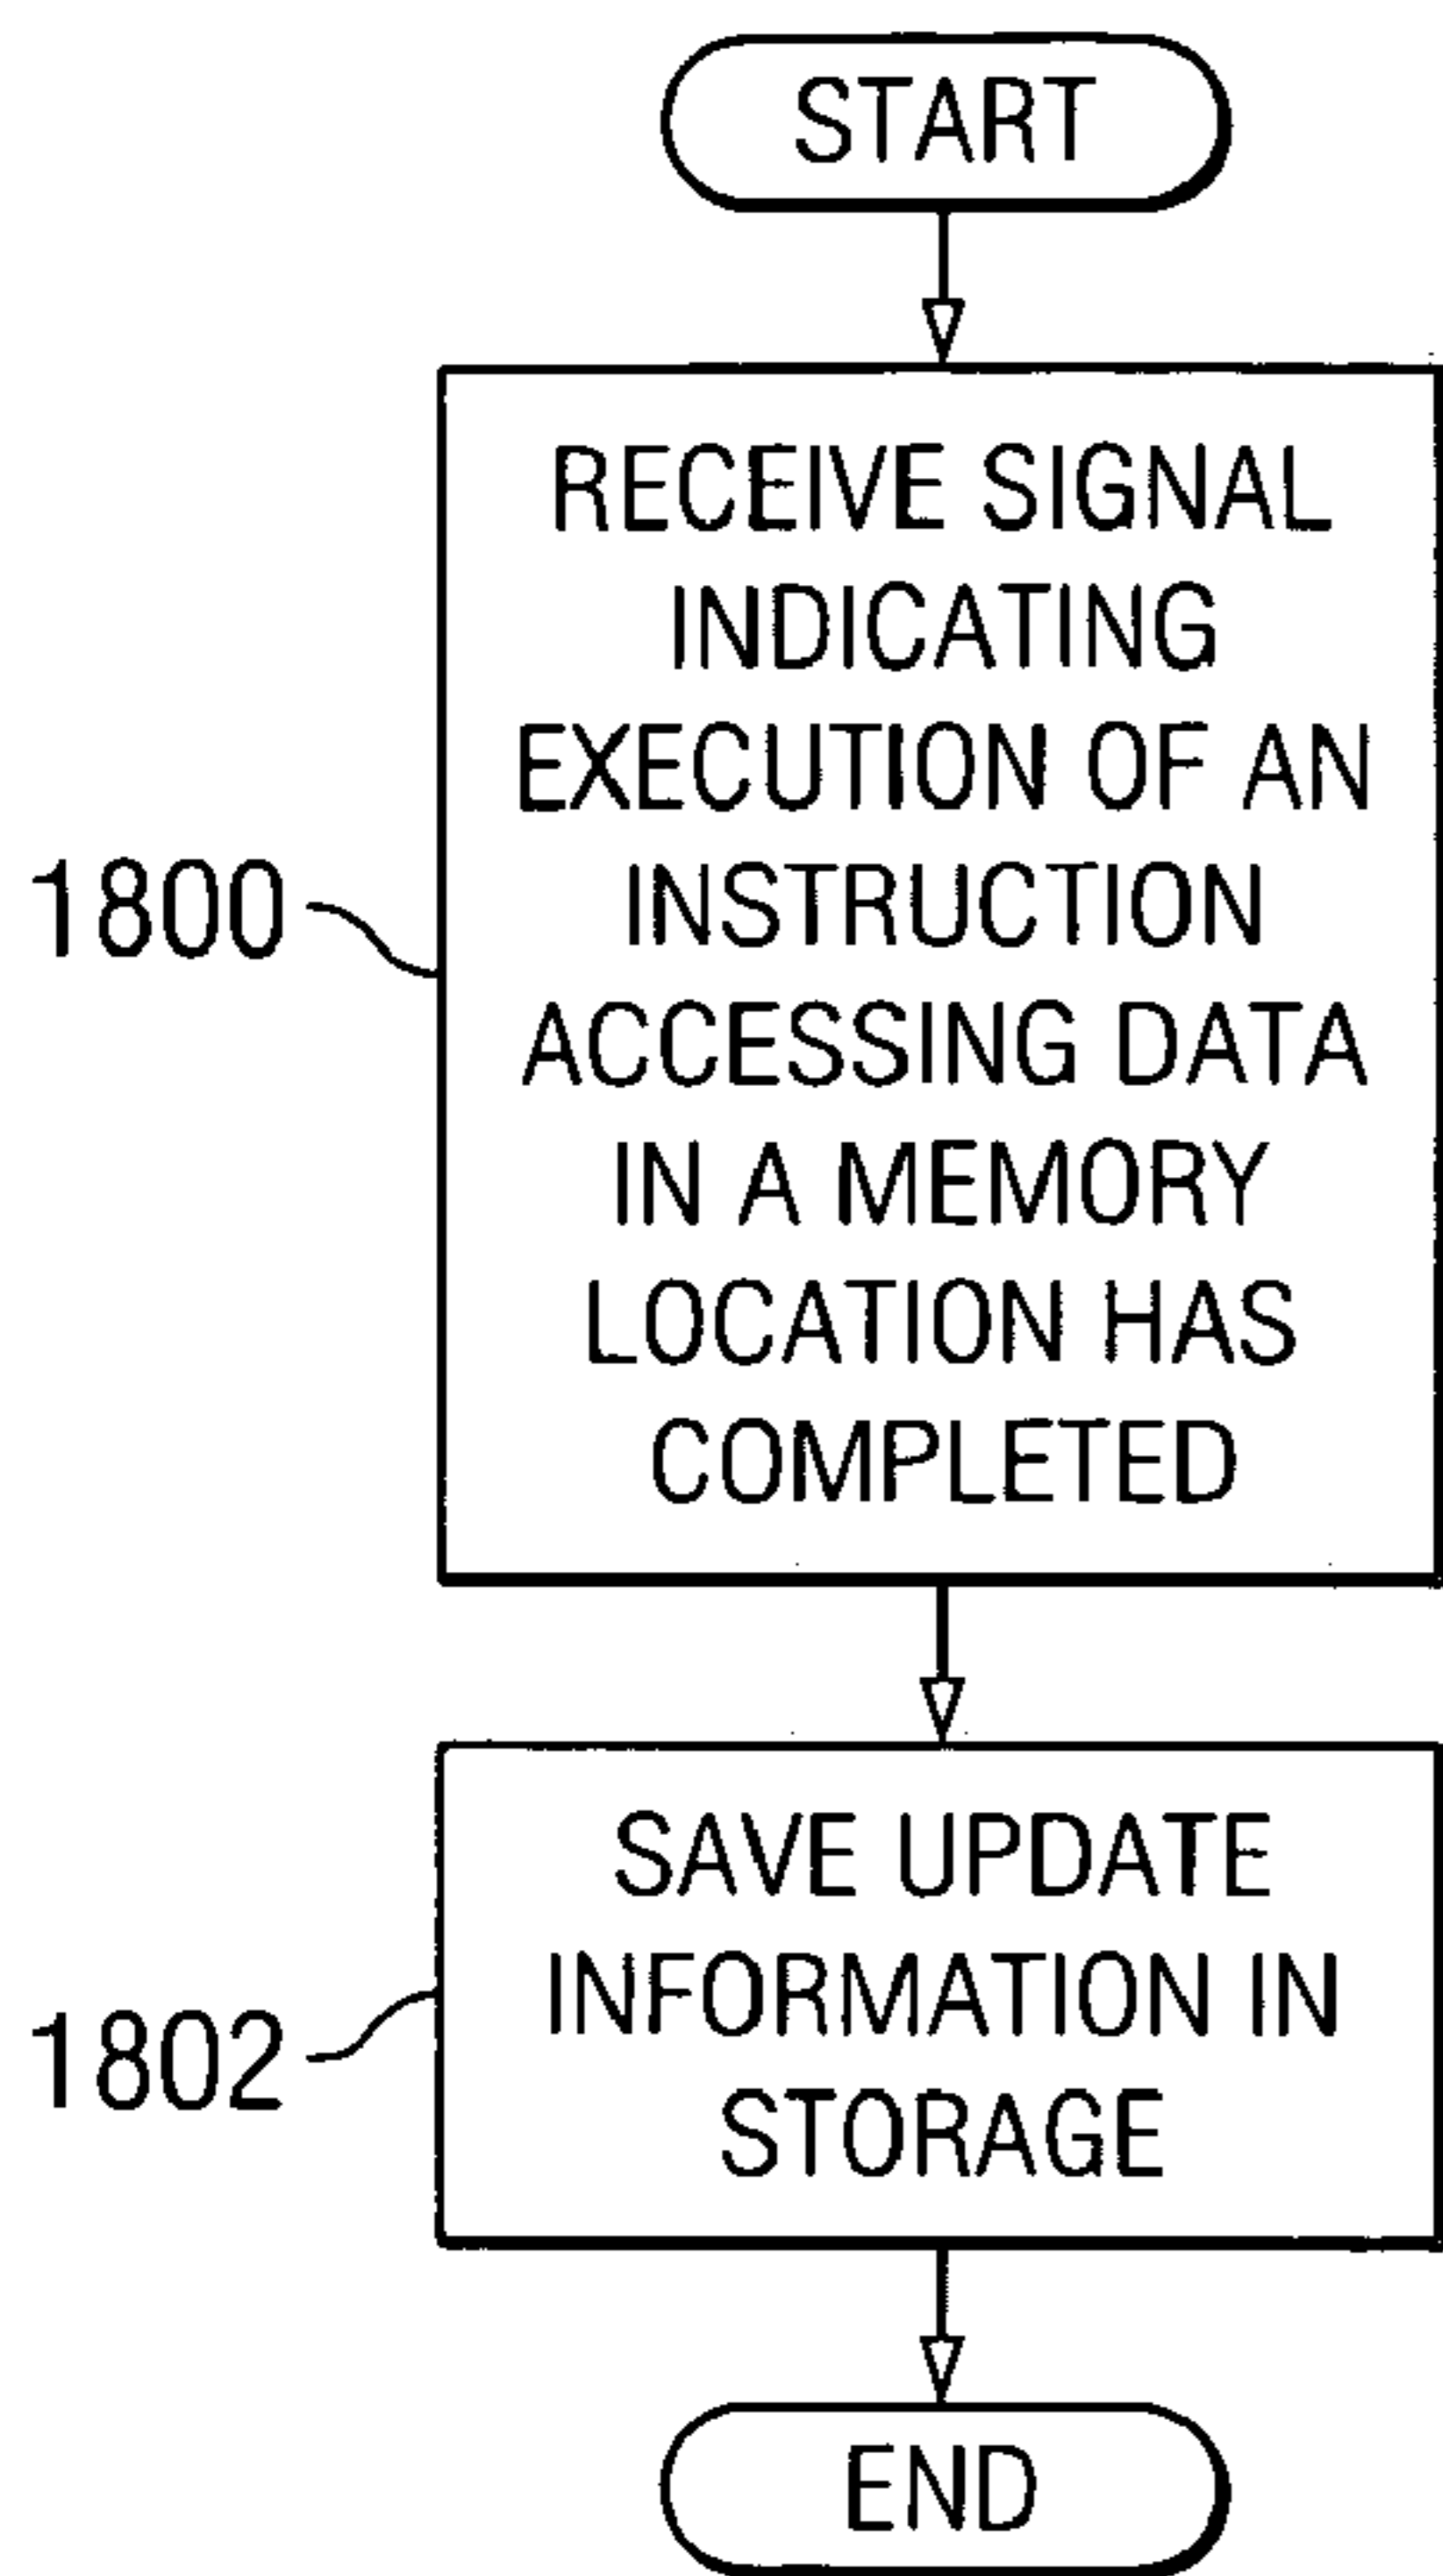 START
RECEIVE SIGNAL
INDICATING
EXECUTION OF AN
INSTRUCTION
1800
ACCESSING DATA
IN A MEMORY
LOCATION HAS
COMPLETED
SAVE UPDATE
INFORMATION IN
1802
STORAGE
END